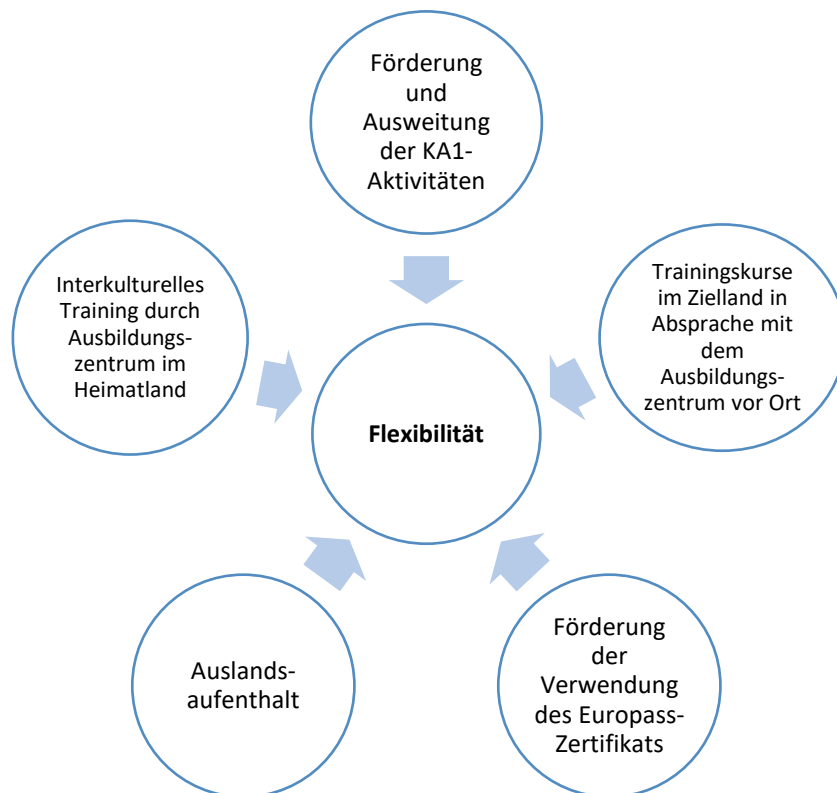 Förderung
und
Ausweitung
der KA1-
Aktivitäten
Interkulturelles
Training durch
Ausbildungs-
zentrum im
Heimatland
Trainingskurse
im Zielland in
Absprache mit
dem
Ausbildungs-
zentrum vor Ort
Flexibilität
Auslands-
aufenthalt
Förderung
der
Verwendung
des Europass-
Zertifikats